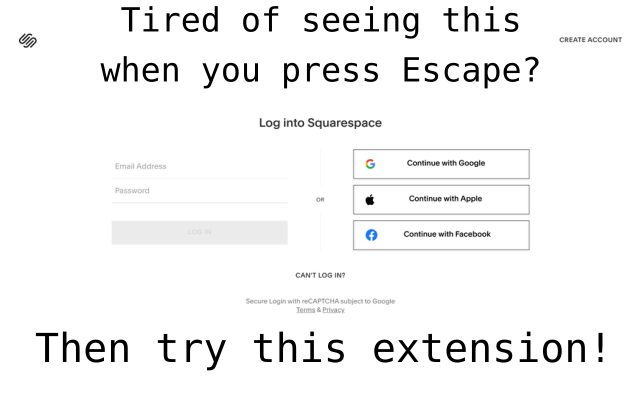 Tired of seeing this
CREATE ACCOUNT
when you press Escape?
Log into Squarespace
Email Address
Password
LOG IN
OR
Continue with Google
Continue with Apple
Continue with Facebook
CAN'T LOG IN?
Secure Login with reCAPTCHA subject to Google
Terms & Privacy
Then try this extension!